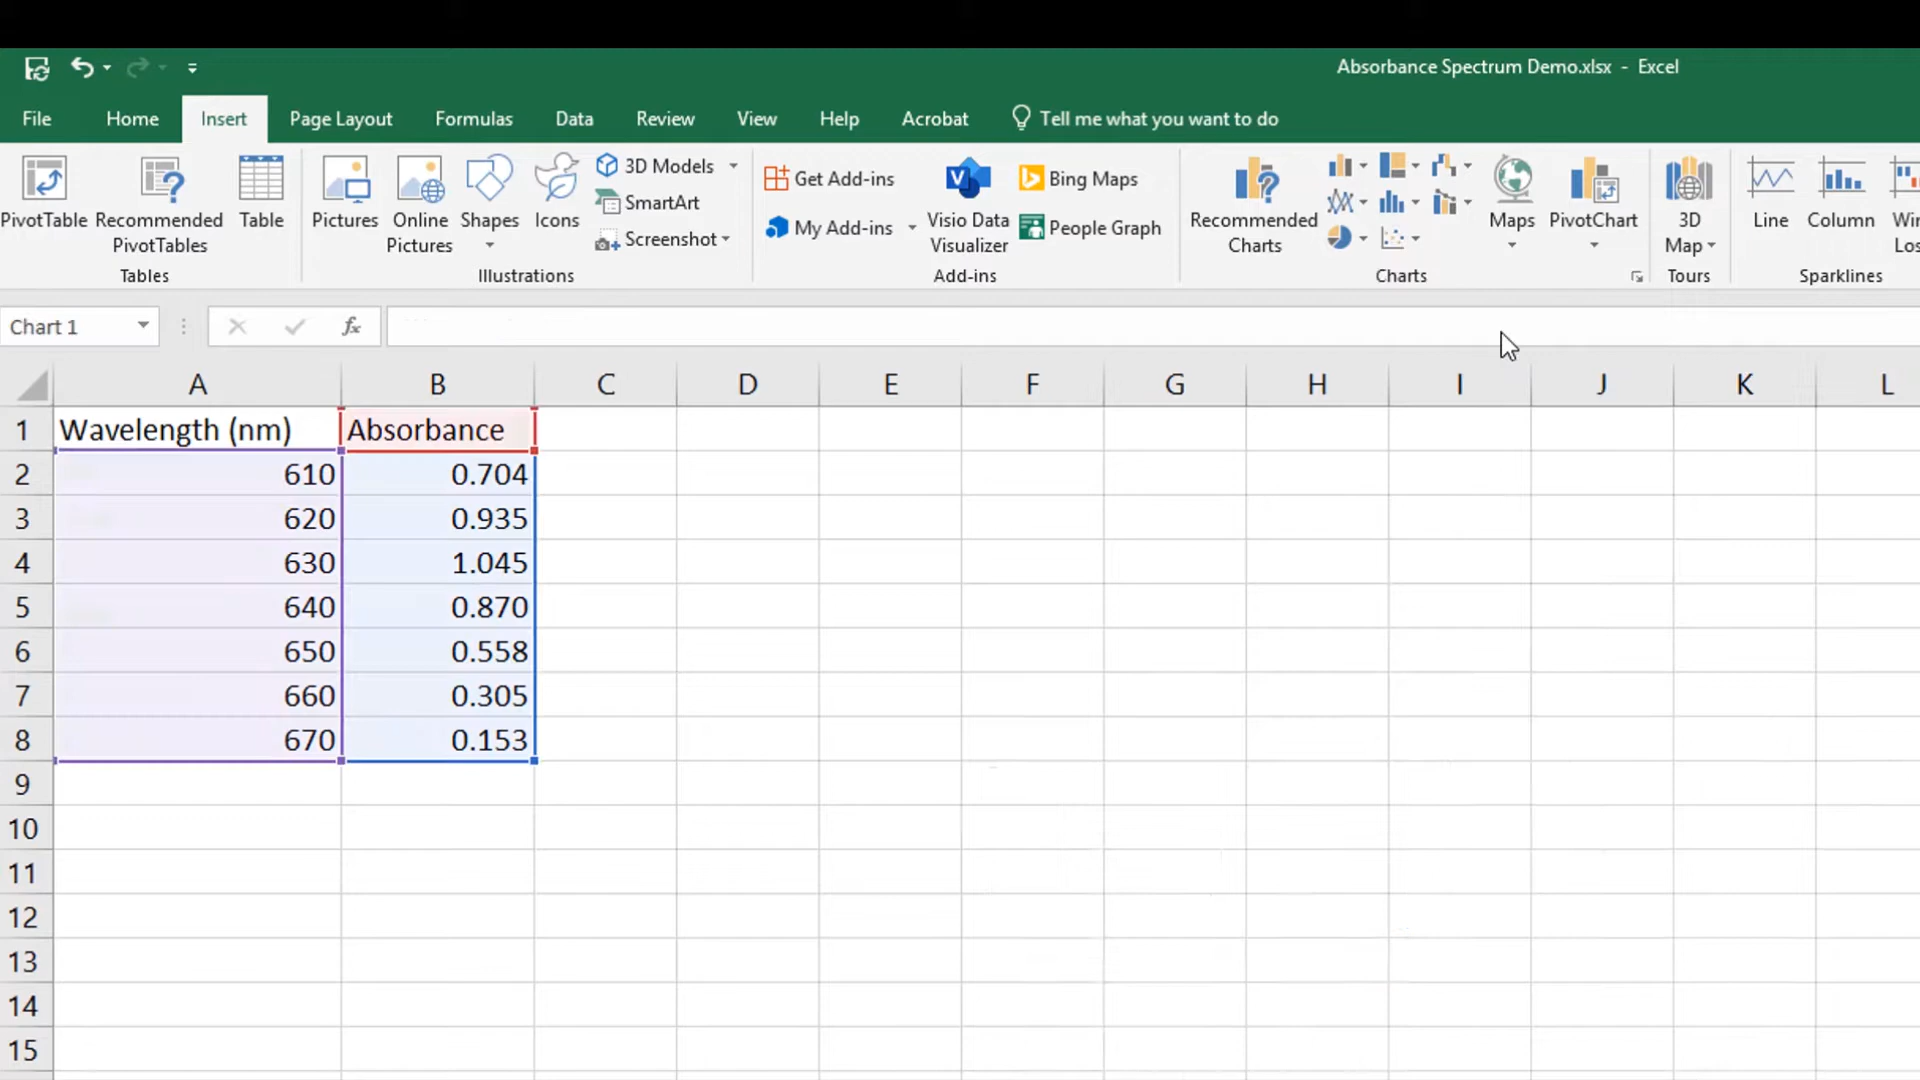 Absorbance Spectrum Demo.xlsx - Excel
File Home Insert Page Layout Formulas Data Review View Help Acrobat Tell me what you want to do
PivotTable Recommended PivotTables Table
Tables
Pictures Online Pictures Shapes Icons 3D Models SmartArt Screenshot
Illustrations
Get Add-ins My Add-ins Visio Data Visualizer Bing Maps People Graph
Add-ins
Recommended Charts Maps PivotChart
Charts
3D Map
Tours
Line Column Win Los
Sparklines
Chart 1 fx
A B C D E F G H I J K L
1 Wavelength (nm) Absorbance
2 610 0.704
3 620 0.935
4 630 1.045
5 640 0.870
6 650 0.558
7 660 0.305
8 670 0.153
9
10
11
12
13
14
15